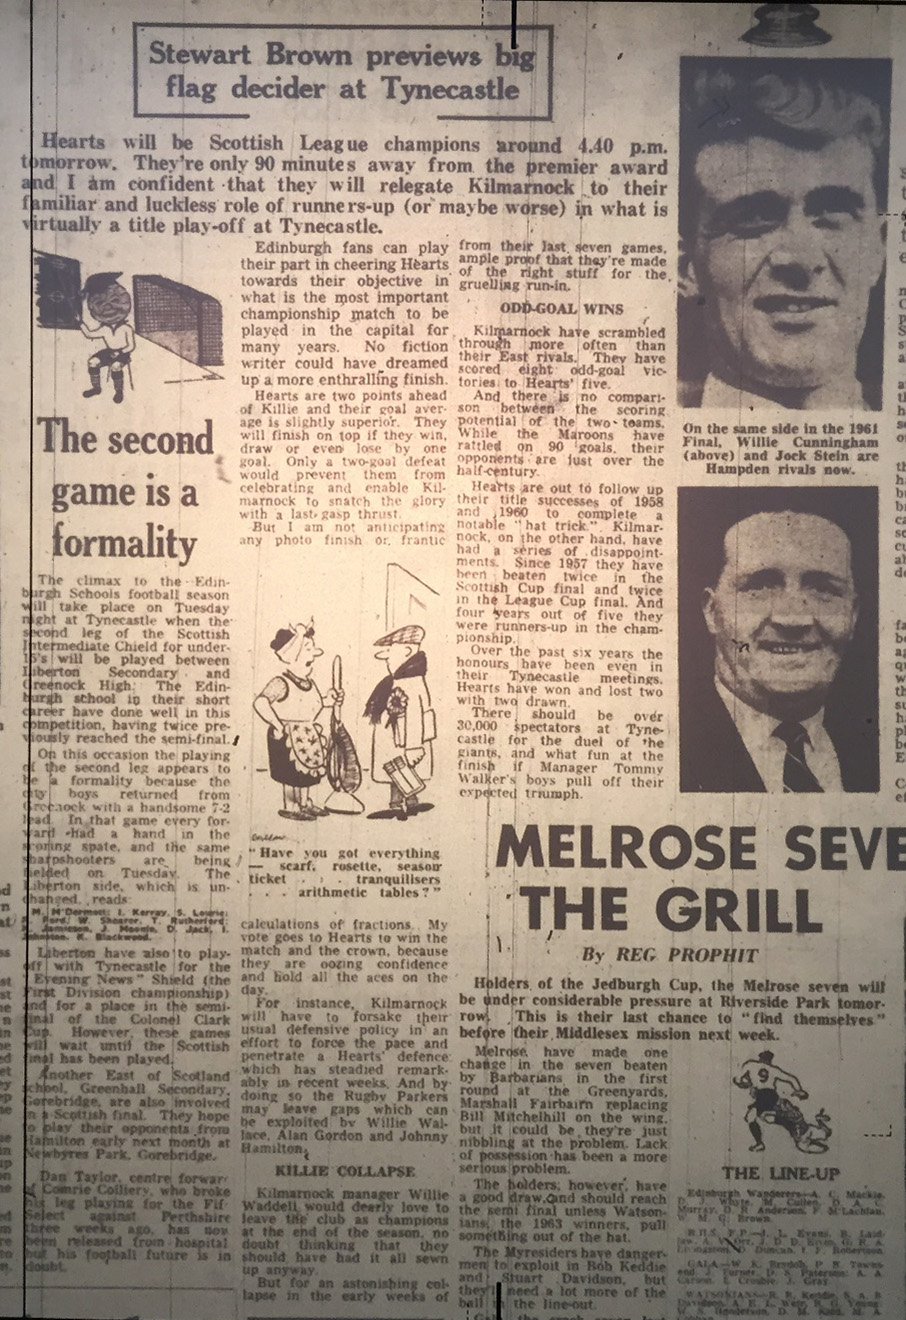 Stewart Brown previews big
flag decider at Tynecastle
Hearts will be Scottish League champions around 4.40 p.m.
tomorrow. They're only 90 minutes away from the premier award
and I am confident that they will relegate Kilmarnock to their
familiar and luckless role of runners-up (or maybe worse) in what is
virtually a title play-off at Tynecastle.
The second
game is a
formality
The climax to the Edin-
burgh Schools football season
will take place on Tuesday
night at Tynecastle when the
second leg of the Scottish
Intermediate Chield for under-
15's will be played between
Liberton Secondary and
Greenock High. The Edin-
burgh school in their short
career have done well in this
competition, having twice pre-
viously reached the semi-final.
On this occasion the playing
of the second leg appears to
be a formality because the
city boys returned from
Greenock with a handsome 7-2
lead. In that game every for-
ward had a hand in the
scoring spate, and the same
sharpshooters are being
fielded on Tuesday. The
Liberton side, which is un-
changed, reads:
M. McDermott; I. Kerray, S. Lourie;
Ford, W. Shearer, T. Rutherford;
Jamieson, J. D. Jack, I.
K. Blackwood.
Liberton have also to play-
off with Tynecastle for the
"Evening News" Shield (the
First Division championship)
and for a place in the semi-
final of the Colonel Clark
Cup. However, these games
will wait until the Scottish
final has been played.
Another East of Scotland
school, Greenhall Secondary,
Gorebridge, are also involved
in a Scottish final. They hope
to play their opponents from
Hamilton early next month at
Newbyres Park, Gorebridge.
Dan Taylor, centre forward
of Comrie Colliery, who broke
his leg playing for the Fif
Select against Perthshire
three weeks ago, has now
been released from hospital
but his football future is in
doubt.
Edinburgh fans can play
their part in cheering Hearts
towards their objective in
what is the most important
championship match to be
played in the capital for
many years. No fiction
writer could have dreamed
up a more enthralling finish.
Hearts are two points ahead
of Killie and their goal aver-
age is slightly superior. They
will finish on top if they win,
draw or even lose by one
goal. Only a two-goal defeat
would prevent them from
celebrating and enable Kil-
marnock to snatch the glory
with a last-gasp thrust.
But I am not anticipating
any photo finish or frantic
"Have you got everything
— scarf, rosette, season
ticket . . . tranquilisers
. . . arithmetic tables?"
calculations of fractions. My
vote goes to Hearts to win the
match and the crown, because
they are oozing confidence
and hold all the aces on the
day.
For instance, Kilmarnock
will have to forsake their
usual defensive policy in an
effort to force the pace and
penetrate a Hearts' defence
which has steadied remark-
ably in recent weeks. And by
doing so the Rugby Parkers
may leave gaps which can
be exploited by Willie Wal-
lace, Alan Gordon and Johnny
Hamilton.
KILLIE COLLAPSE
Kilmarnock manager Willie
Waddell would dearly love to
leave the club as champions
at the end of the season, no
doubt thinking that they
should have had it all sewn
up anyway.
But for an astonishing col-
lapse in the early weeks of
from their last seven games,
ample proof that they're made
of the right stuff for the
gruelling run-in.
ODD-GOAL WINS
Kilmarnock have scrambled
through more often than
their East rivals. They have
scored eight odd-goal vic-
tories to Hearts' five.
And there is no compari-
son between the scoring
potential of the two teams.
While the Maroons have
rattled on 90 goals, their
opponents are just over the
half-century.
Hearts are out to follow up
their title successes of 1958
and 1960 to complete a
notable "hat trick." Kilmar-
nock, on the other hand, have
had a series of disappoint-
ments. Since 1957 they have
been beaten twice in the
Scottish Cup final and twice
in the League Cup final. And
four years out of five they
were runners-up in the cham-
pionship.
Over the past six years the
honours have been even in
their Tynecastle meetings.
Hearts have won and lost two
with two drawn.
There should be over
30,000 spectators at Tyne-
castle for the duel of the
giants, and what fun at the
finish if Manager Tommy
Walker's boys pull off their
expected triumph.
On the same side in the 1961
Final, Willie Cunningham
(above) and Jock Stein are
Hampden rivals now.
MELROSE SEVE
THE GRILL
By REG PROPHIT
Holders of the Jedburgh Cup, the Melrose seven will
be under considerable pressure at Riverside Park tomor-
row. This is their last chance to "find themselves"
before their Middlesex mission next week.
Melrose have made one
change in the seven beaten
by Barbarians in the first
round at the Greenyards,
Marshall Fairbairn replacing
Bill Mitchelhill on the wing,
but it could be they're just
nibbling at the problem. Lack
of possession has been a more
serious problem.
The holders, however, have
a good draw and should reach
the semi final unless Watson-
ians, the 1963 winners, pull
something out of the hat.
The Myresiders have danger-
men to exploit in Rob Keddie
and Stuart Davidson, but
they'll need a lot more of the
ball in the line-out.
9
THE LINE-UP
Edinburgh Wanderers—A. C. Mackie,
D. J. Whyte, M. Cullen, O. Jack
Murray, D. R. Anderson, F. McLachlan,
W. M. G. Brown.
J. L. Evans, B. Laid-
Livingston, O. Duncan, I. F. Robertson.
GALA—W. K. Brydon, P. B. Towns-
end, J. Turner, D. S. Paterson; A. A.
Carson, I. Crosbie, J. Gray.
WATSONIANS—R. B. Keddie, S. A. B.
Davidson, A. E. L. Weir, R. G. Young
W. S. Henderson, D. M. Kidd, M. A.